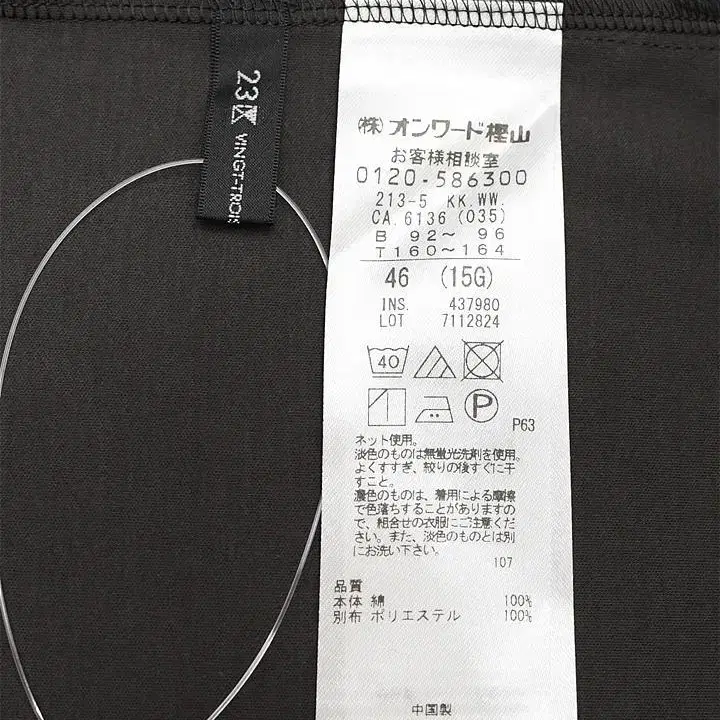 23区
VINGT-TROIS
(株)オンワード樫山
お客様相談室
0120-586300
213-5 KK.WW.
CA.6136 (035)
B 92～ 96
T160～164
46 (15G)
INS. 437980
LOT 7112824
40
P
P63
ネット使用。
淡色のものは無蛍光洗剤を使用。
よくすすぎ、絞りの後すぐに干
すこと。
濃色のものは、着用による摩擦
で色落ちすることがありますの
で、組合せの衣服にご注意くだ
さい。また、淡色のものとは別
にお洗い下さい。
107
品質
本体 綿 100%
別布 ポリエステル 100%
中国製